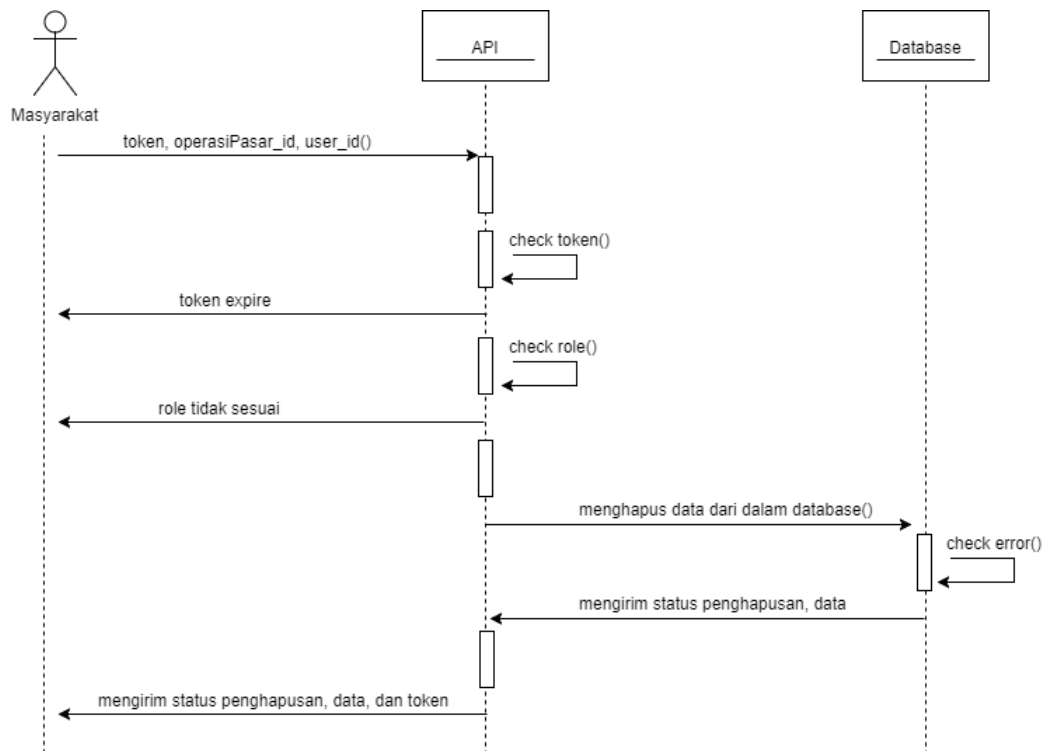 API
Database
Masyarakat
token, operasiPasar_id, user_id()
check token()
token expire
check role()
role tidak sesuai
menghapus data dari dalam database()
check error()
mengirim status penghapusan, data
mengirim status penghapusan, data, dan token